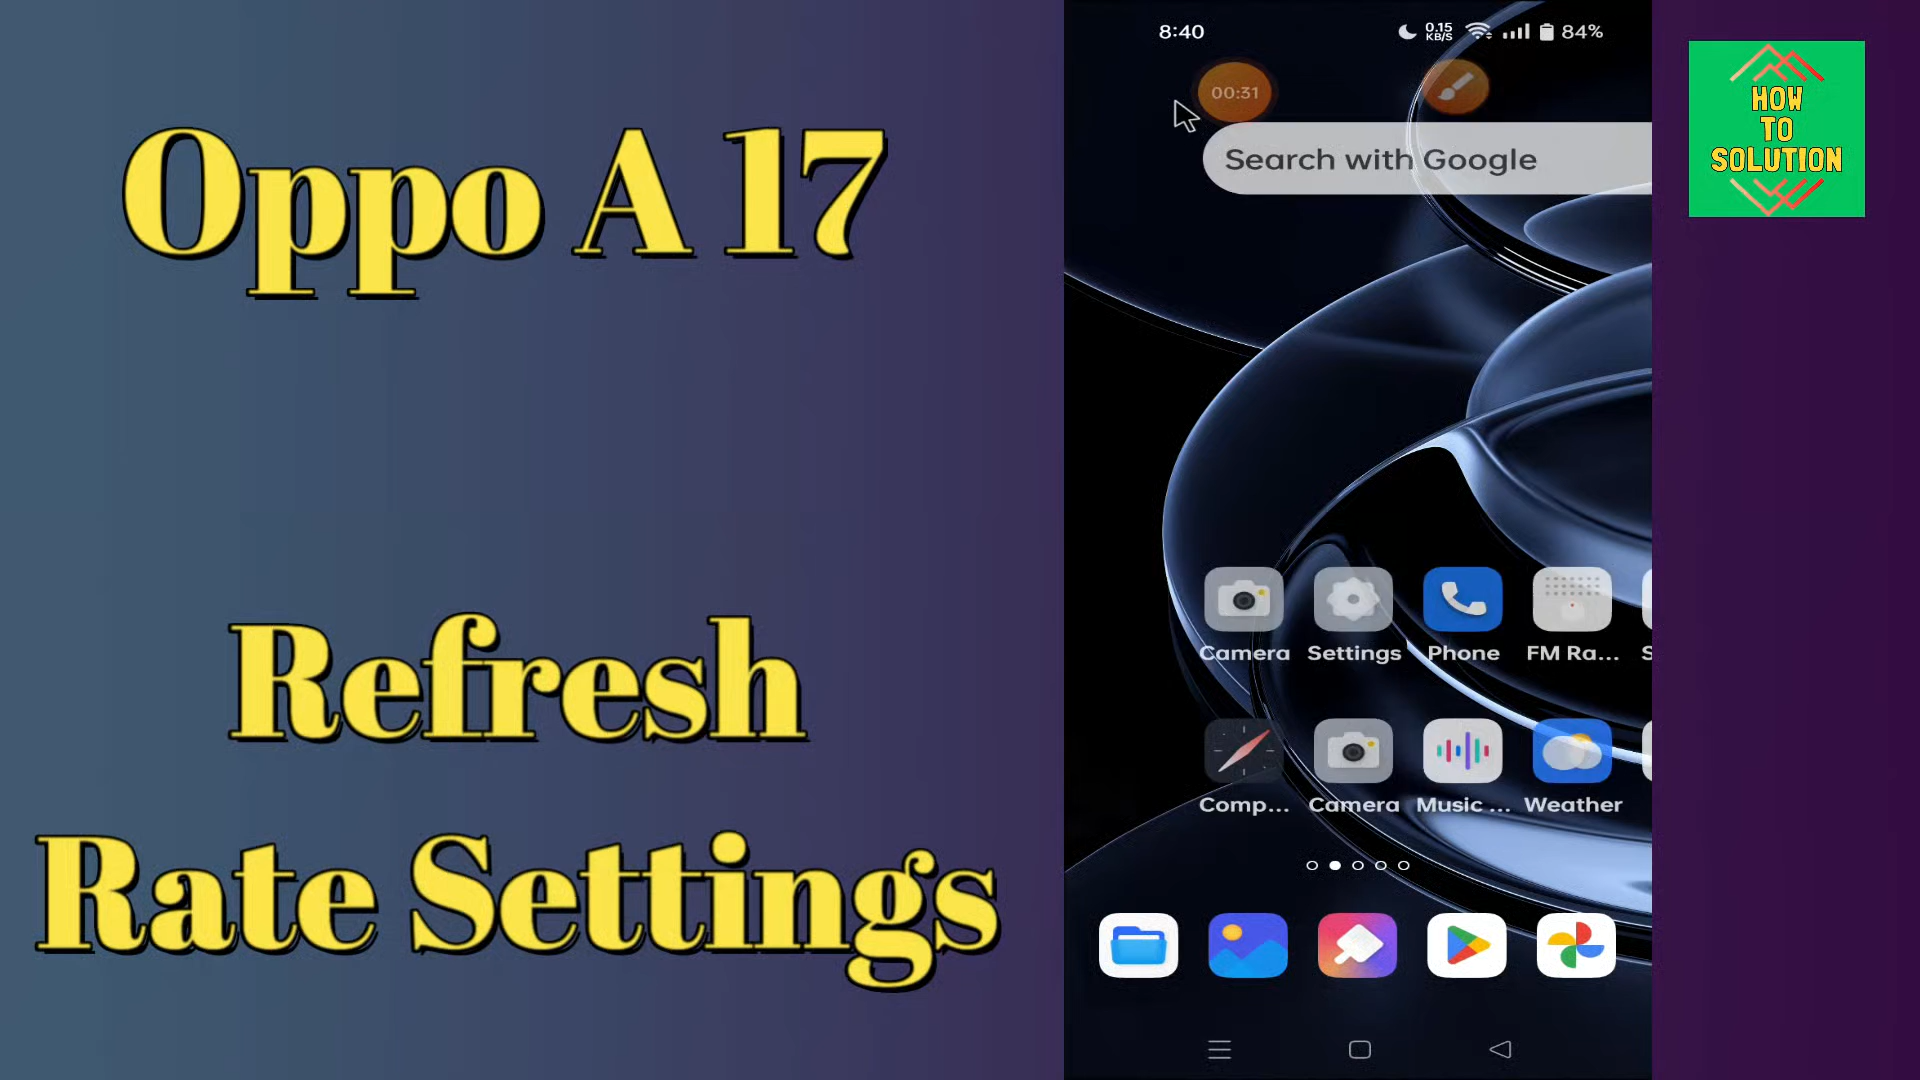 Oppo A 17
Refresh
Rate Settings
8:40
0.15
KB/S
84%
00:31
Search with Google
Camera
Settings
Phone
FM Ra...
S
Comp...
Camera
Music ...
Weather
HOW
TO
SOLUTION